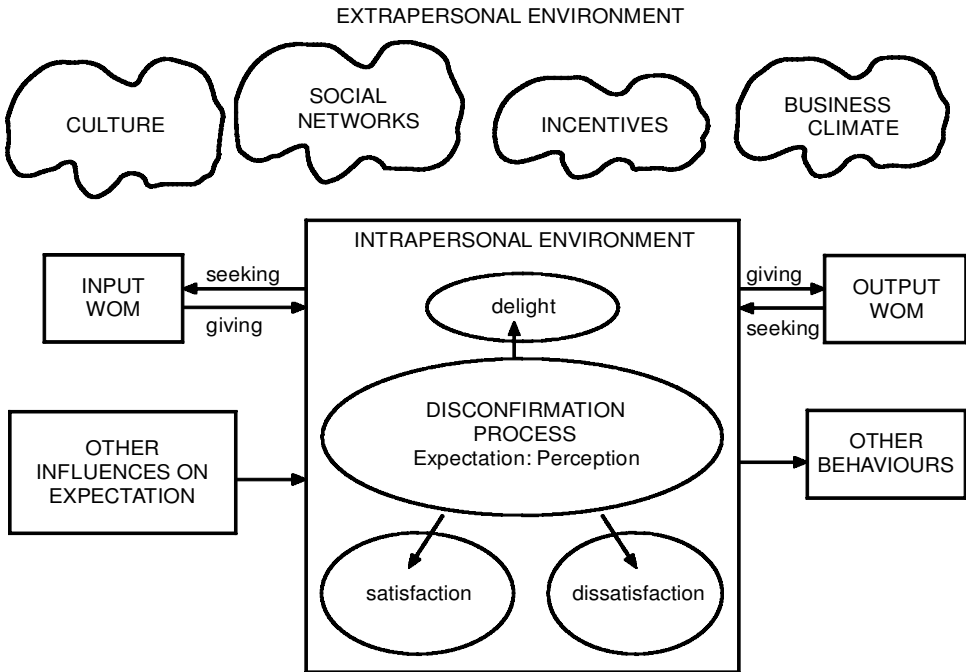 EXTRAPERSONAL ENVIRONMENT
CULTURE
SOCIAL
NETWORKS
INCENTIVES
BUSINESS
CLIMATE
INTRAPERSONAL ENVIRONMENT
INPUT
WOM
seeking
giving
delight
giving
seeking
OUTPUT
WOM
OTHER
INFLUENCES ON
EXPECTATION
DISCONFIRMATION
PROCESS
Expectation: Perception
OTHER
BEHAVIOURS
satisfaction
dissatisfaction